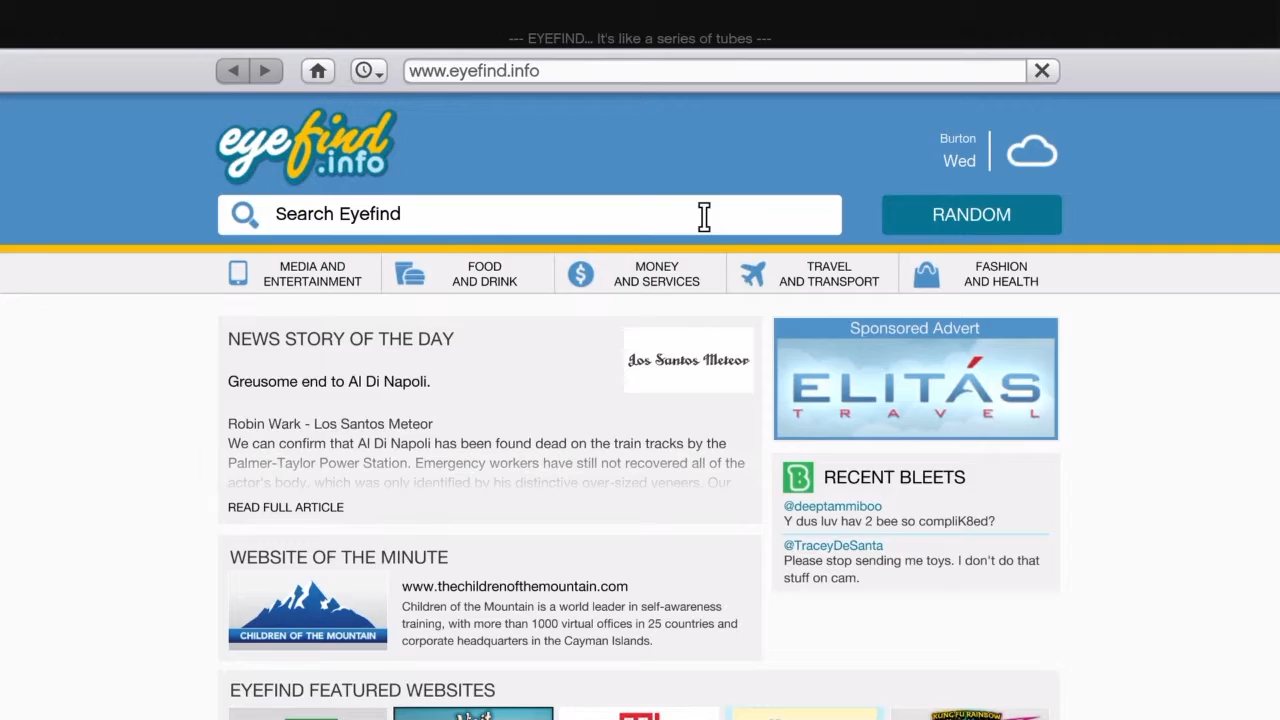 --- EYEFIND... It's like a series of tubes ---
www.eyefind.info
eyefind
.info
Burton
Wed
Search Eyefind
RANDOM
MEDIA AND
ENTERTAINMENT
FOOD
AND DRINK
MONEY
AND SERVICES
TRAVEL
AND TRANSPORT
FASHION
AND HEALTH
NEWS STORY OF THE DAY
Los Santos Meteor
Greusome end to Al Di Napoli.
Robin Wark - Los Santos Meteor
We can confirm that Al Di Napoli has been found dead on the train tracks by the
Palmer-Taylor Power Station. Emergency workers have still not recovered all of the
actor's body, which was only identified by his distinctive over-sized veneers. Our
READ FULL ARTICLE
Sponsored Advert
ELITÁS
TRAVEL
RECENT BLEETS
@deeptammiboo
Y dus luv hav 2 bee so compliK8ed?
@TraceyDeSanta
Please stop sending me toys. I don't do that
stuff on cam.
WEBSITE OF THE MINUTE
CHILDREN OF THE MOUNTAIN
www.thechildrenofthemountain.com
Children of the Mountain is a world leader in self-awareness
training, with more than 1000 virtual offices in 25 countries and
corporate headquarters in the Cayman Islands.
EYEFIND FEATURED WEBSITES
KUNG FU RAINBOW